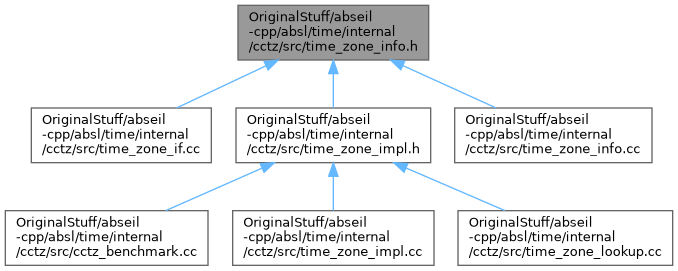 OriginalStuff/abseil
-cpp/absl/time/internal
/cctz/src/time_zone_info.h
OriginalStuff/abseil
-cpp/absl/time/internal
/cctz/src/time_zone_if.cc
OriginalStuff/abseil
-cpp/absl/time/internal
/cctz/src/time_zone_impl.h
OriginalStuff/abseil
-cpp/absl/time/internal
/cctz/src/time_zone_info.cc
OriginalStuff/abseil
-cpp/absl/time/internal
/cctz/src/cctz_benchmark.cc
OriginalStuff/abseil
-cpp/absl/time/internal
/cctz/src/time_zone_impl.cc
OriginalStuff/abseil
-cpp/absl/time/internal
/cctz/src/time_zone_lookup.cc